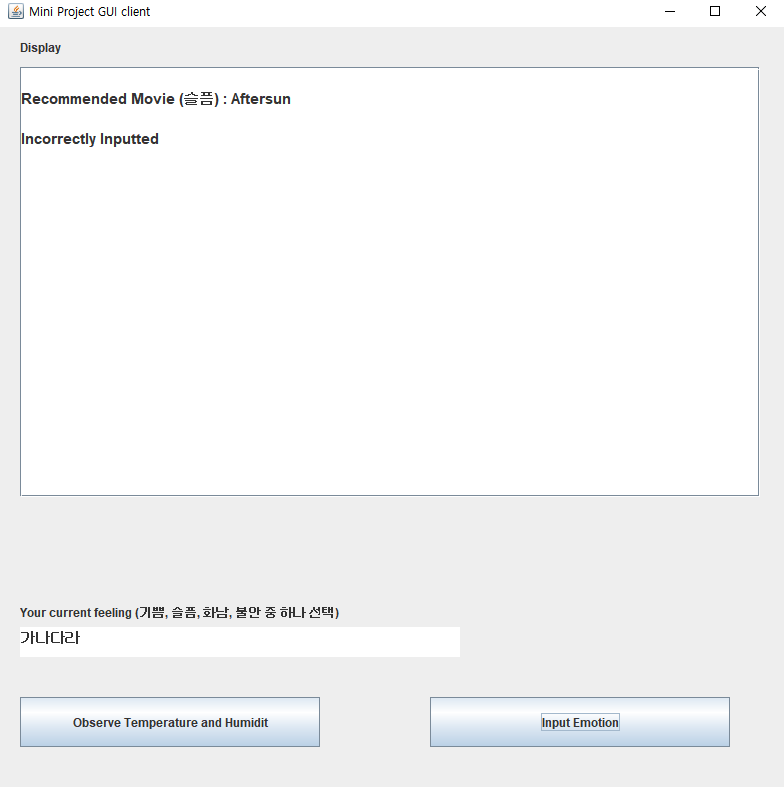 Mini Project GUI client
Display
Recommended Movie (슬픔) : Aftersun
Incorrectly Inputted
Your current feeling (기쁨, 슬픔, 화남, 불안 중 하나 선택)
가나다라
Observe Temperature and Humidit
Input Emotion